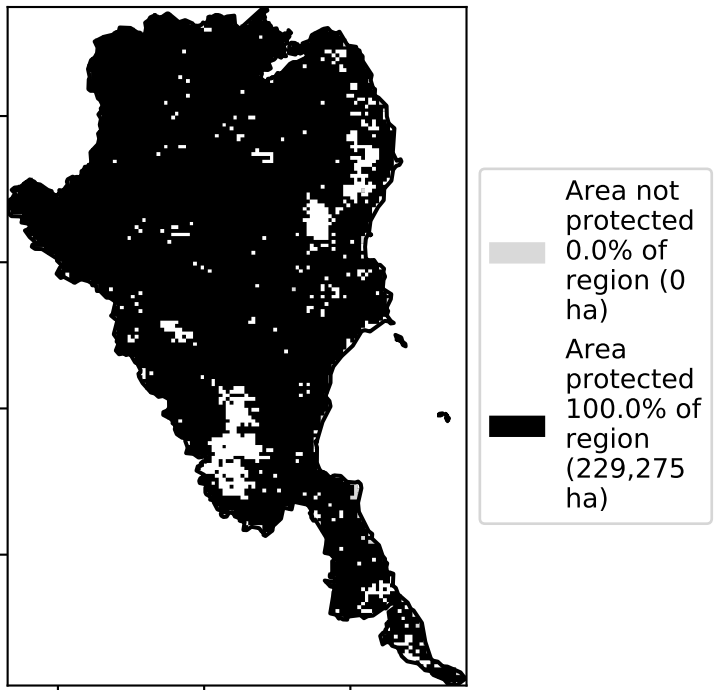 Area not
protected
0.0% of
region (0
ha)
Area
protected
100.0% of
region
(229,275
ha)